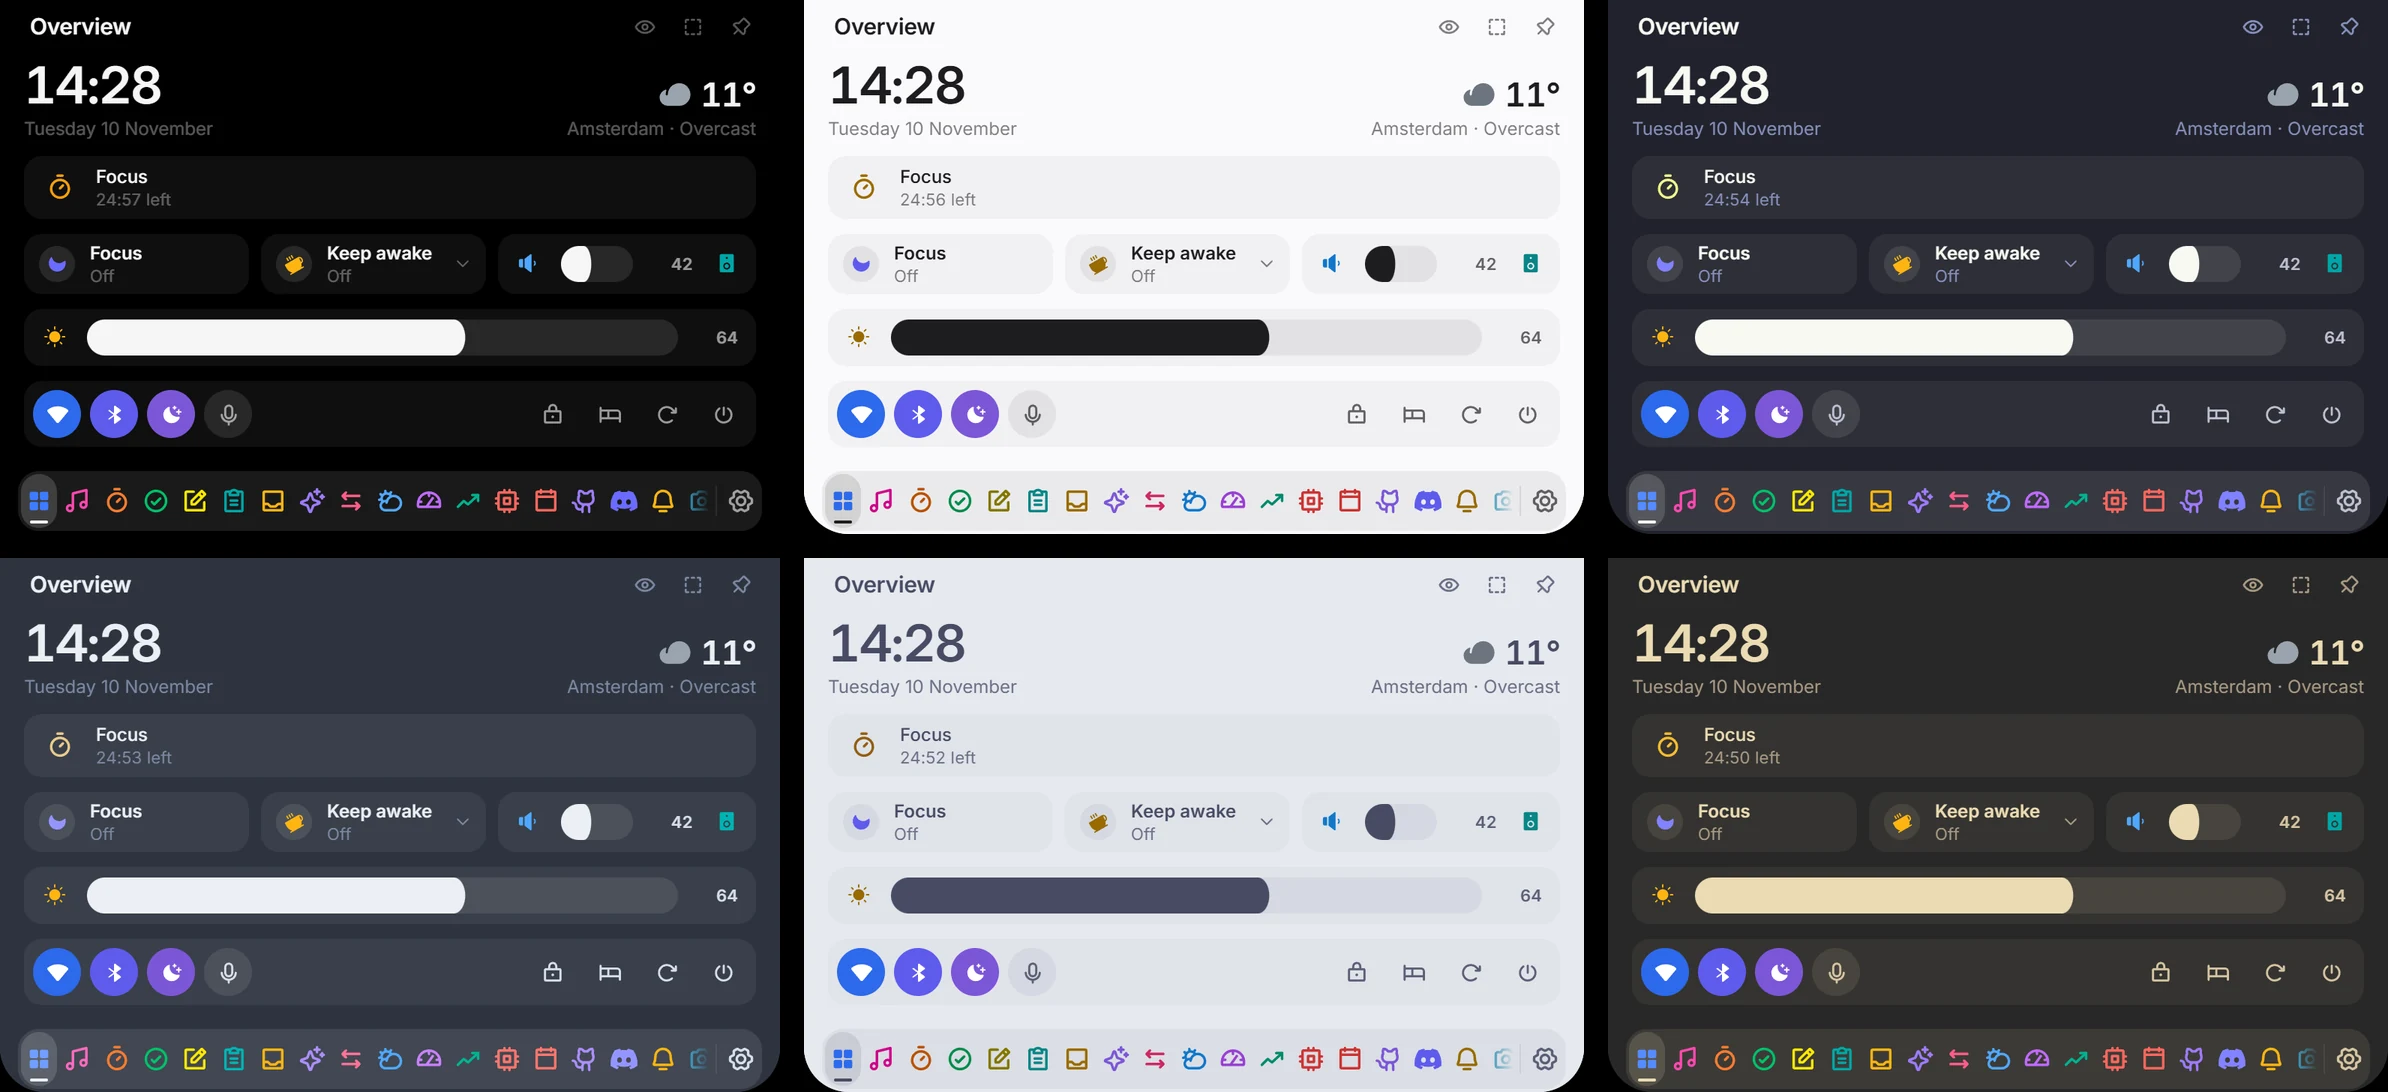 Overview
14:28
11°
Tuesday 10 November
Amsterdam · Overcast
Focus
24:57 left
Focus
Off
Keep awake
Off
42
64
Overview
14:28
11°
Tuesday 10 November
Amsterdam · Overcast
Focus
24:56 left
Focus
Off
Keep awake
Off
42
64
Overview
14:28
11°
Tuesday 10 November
Amsterdam · Overcast
Focus
24:54 left
Focus
Off
Keep awake
Off
42
64
Overview
14:28
11°
Tuesday 10 November
Amsterdam · Overcast
Focus
24:53 left
Focus
Off
Keep awake
Off
42
64
Overview
14:28
11°
Tuesday 10 November
Amsterdam · Overcast
Focus
24:52 left
Focus
Off
Keep awake
Off
42
64
Overview
14:28
11°
Tuesday 10 November
Amsterdam · Overcast
Focus
24:50 left
Focus
Off
Keep awake
Off
42
64